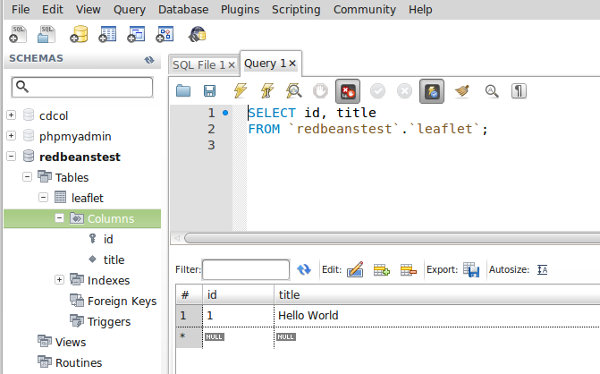 File Edit View Query Database Plugins Scripting Community Help
SQL SQL
SCHEMAS
SQL File 1 Query 1
cdcol
phpmyadmin
redbeanstest
Tables
leaflet
Columns
id
title
Indexes
Foreign Keys
Triggers
Views
Routines
1 SELECT id, title
2 FROM `redbeanstest`.`leaflet`;
3
Filter: Edit: Export: Autosize:
# id title
1 1 Hello World
* NULL NULL